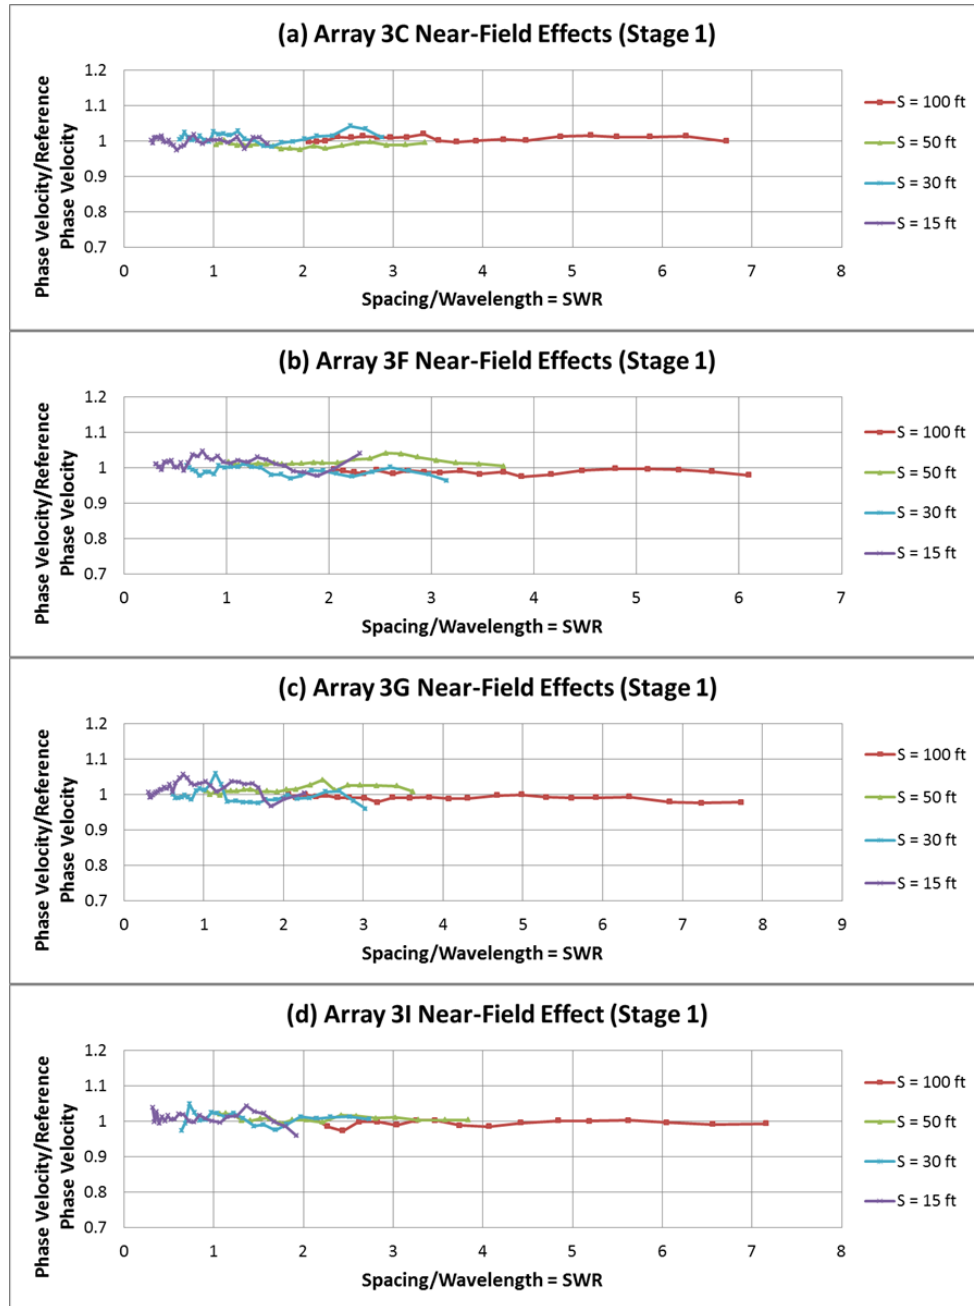 (a) Array 3C Near-Field Effects (Stage 1)
Phase Velocity/Reference
Phase Velocity
1.2
1.1
1
0.9
0.8
0.7
0 1 2 3 4 5 6 7 8
Spacing/Wavelength = SWR
S = 100 ft
S = 50 ft
S = 30 ft
S = 15 ft
(b) Array 3F Near-Field Effects (Stage 1)
Phase Velocity/Reference
Phase Velocity
1.2
1.1
1
0.9
0.8
0.7
0 1 2 3 4 5 6 7
Spacing/Wavelength = SWR
S = 100 ft
S = 50 ft
S = 30 ft
S = 15 ft
(c) Array 3G Near-Field Effects (Stage 1)
Phase Velocity/Reference
Phase Velocity
1.2
1.1
1
0.9
0.8
0.7
0 1 2 3 4 5 6 7 8 9
Spacing/Wavelength = SWR
S = 100 ft
S = 50 ft
S = 30 ft
S = 15 ft
(d) Array 3I Near-Field Effect (Stage 1)
Phase Velocity/Reference
Phase Velocity
1.2
1.1
1
0.9
0.8
0.7
0 1 2 3 4 5 6 7 8
Spacing/Wavelength = SWR
S = 100 ft
S = 50 ft
S = 30 ft
S = 15 ft